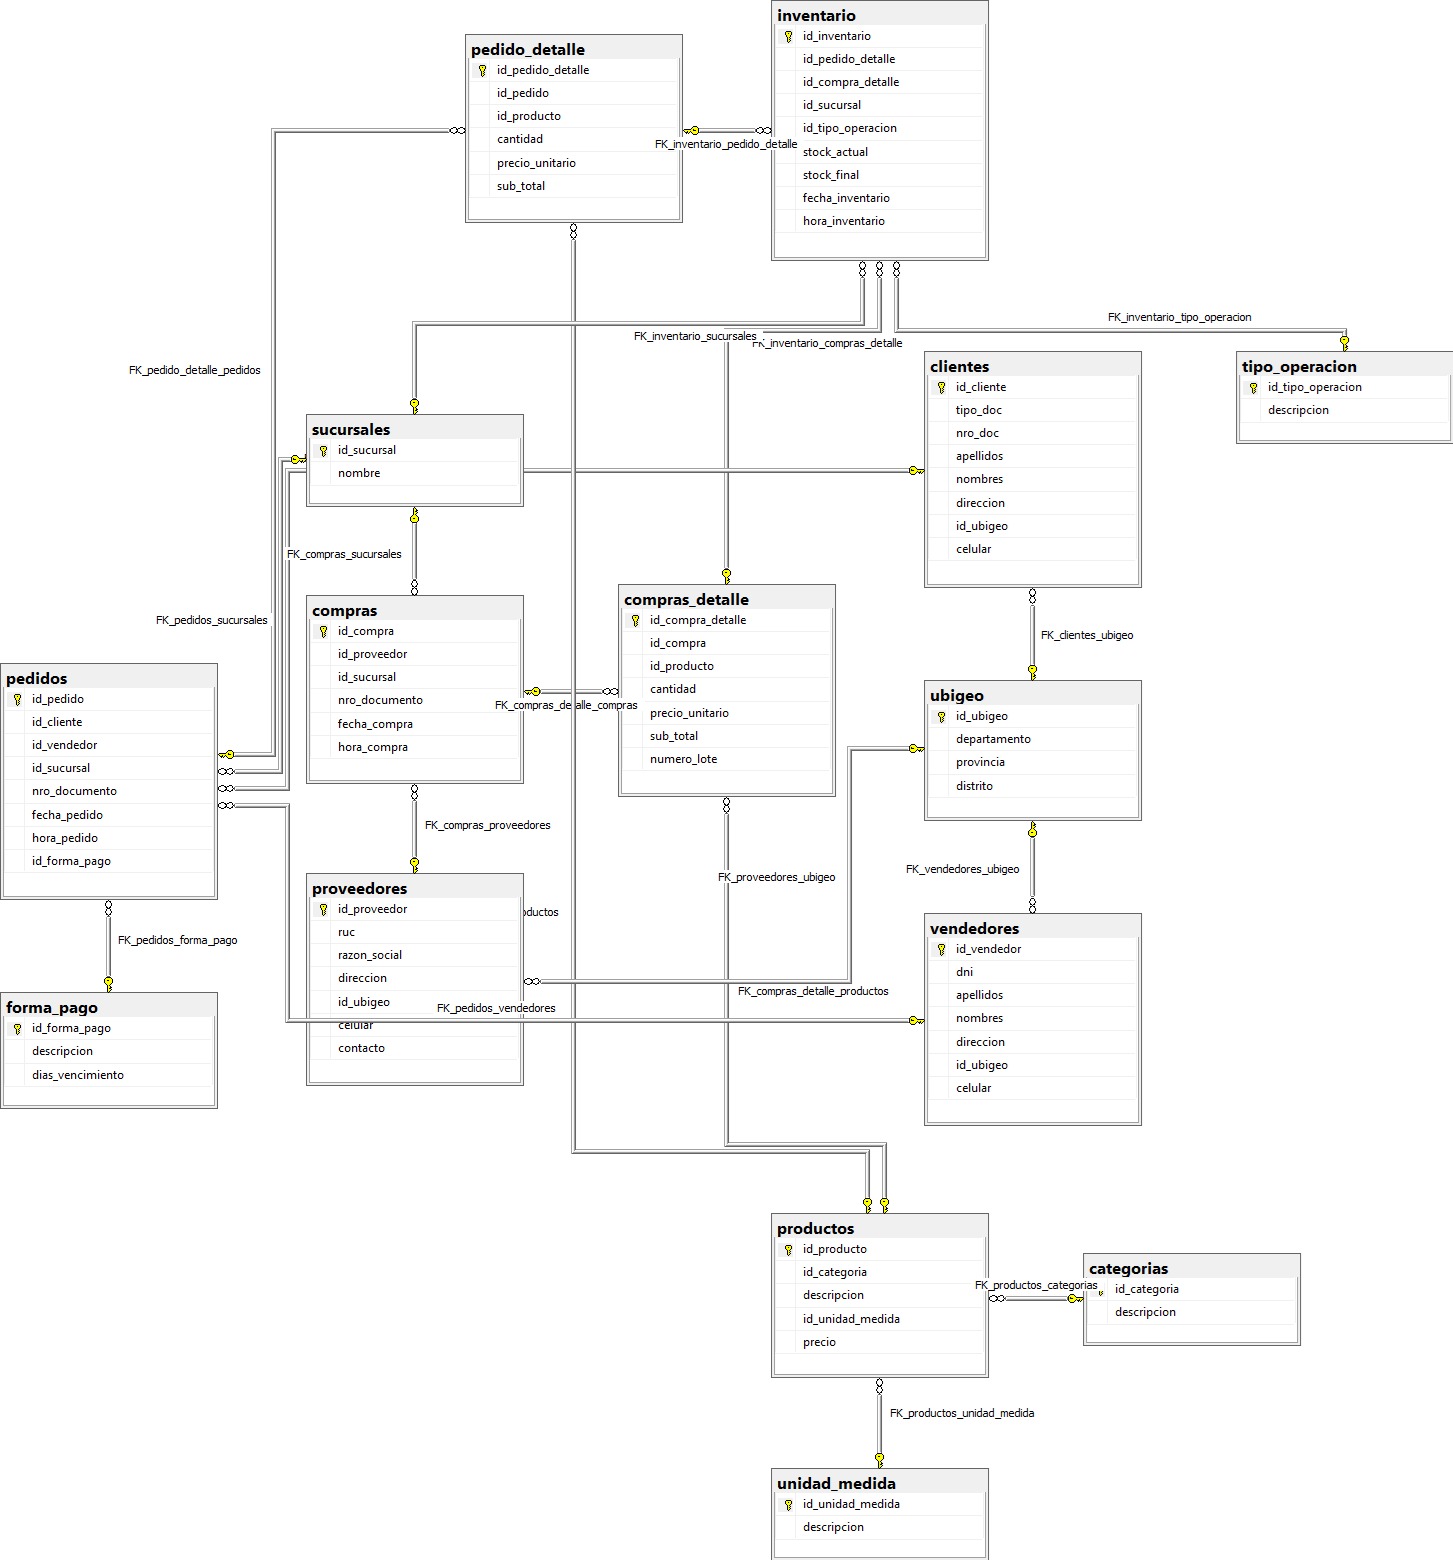 inventario
id_inventario
id_pedido_detalle
id_compra_detalle
id_sucursal
id_tipo_operacion
stock_actual
stock_final
fecha_inventario
hora_inventario
pedido_detalle
id_pedido_detalle
id_pedido
id_producto
cantidad
precio_unitario
sub_total
FK_inventario_pedido_detalle
FK_inventario_tipo_operacion
FK_inventario_sucursales
FK_inventario_compras_detalle
FK_pedido_detalle_pedidos
clientes
id_cliente
tipo_doc
nro_doc
apellidos
nombres
direccion
id_ubigeo
celular
tipo_operacion
id_tipo_operacion
descripcion
sucursales
id_sucursal
nombre
FK_compras_sucursales
FK_pedidos_sucursales
compras
id_compra
id_proveedor
id_sucursal
nro_documento
fecha_compra
hora_compra
compras_detalle
id_compra_detalle
id_compra
id_producto
cantidad
precio_unitario
sub_total
numero_lote
FK_compras_detalle_compras
FK_clientes_ubigeo
pedidos
id_pedido
id_cliente
id_vendedor
id_sucursal
nro_documento
fecha_pedido
hora_pedido
id_forma_pago
ubigeo
id_ubigeo
departamento
provincia
distrito
FK_compras_proveedores
FK_proveedores_ubigeo
FK_vendedores_ubigeo
proveedores
id_proveedor
ruc
razon_social
direccion
id_ubigeo
celular
contacto
oductos
FK_pedidos_forma_pago
FK_compras_detalle_productos
FK_pedidos_vendedores
vendedores
id_vendedor
dni
apellidos
nombres
direccion
id_ubigeo
celular
forma_pago
id_forma_pago
descripcion
dias_vencimiento
productos
id_producto
id_categoria
descripcion
id_unidad_medida
precio
FK_productos_categorias
categorias
id_categoria
descripcion
FK_productos_unidad_medida
unidad_medida
id_unidad_medida
descripcion